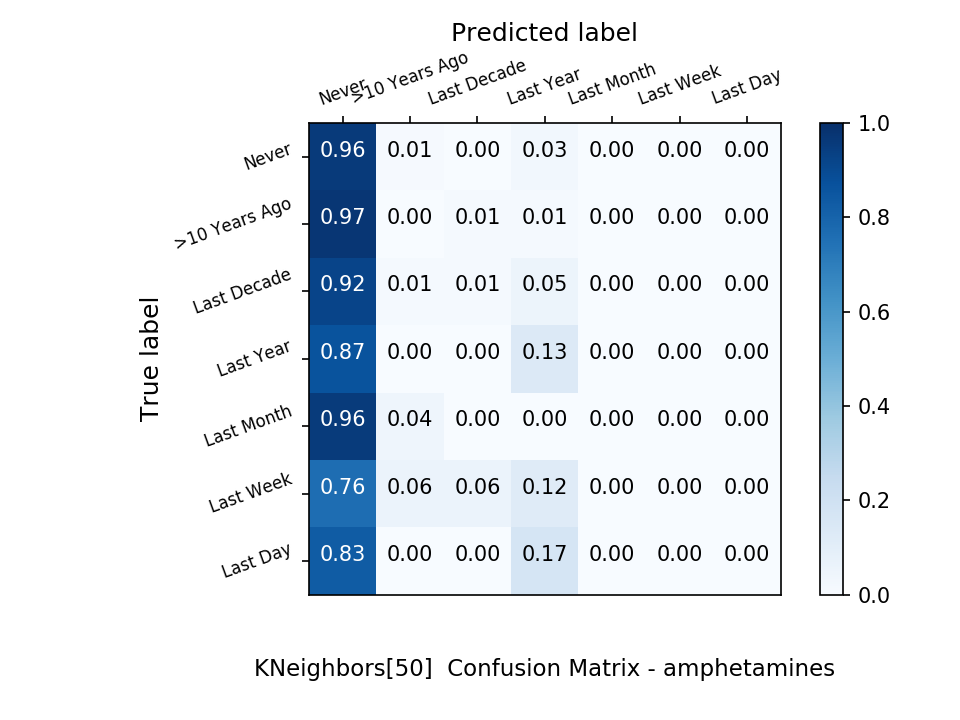 Predicted label
Never >10 Years Ago Last Decade Last Year Last Month Last Week Last Day
True label
Never 0.96 0.01 0.00 0.03 0.00 0.00 0.00
>10 Years Ago 0.97 0.00 0.01 0.01 0.00 0.00 0.00
Last Decade 0.92 0.01 0.01 0.05 0.00 0.00 0.00
Last Year 0.87 0.00 0.00 0.13 0.00 0.00 0.00
Last Month 0.96 0.04 0.00 0.00 0.00 0.00 0.00
Last Week 0.76 0.06 0.06 0.12 0.00 0.00 0.00
Last Day 0.83 0.00 0.00 0.17 0.00 0.00 0.00
1.0
0.8
0.6
0.4
0.2
0.0
KNeighbors[50]  Confusion Matrix - amphetamines